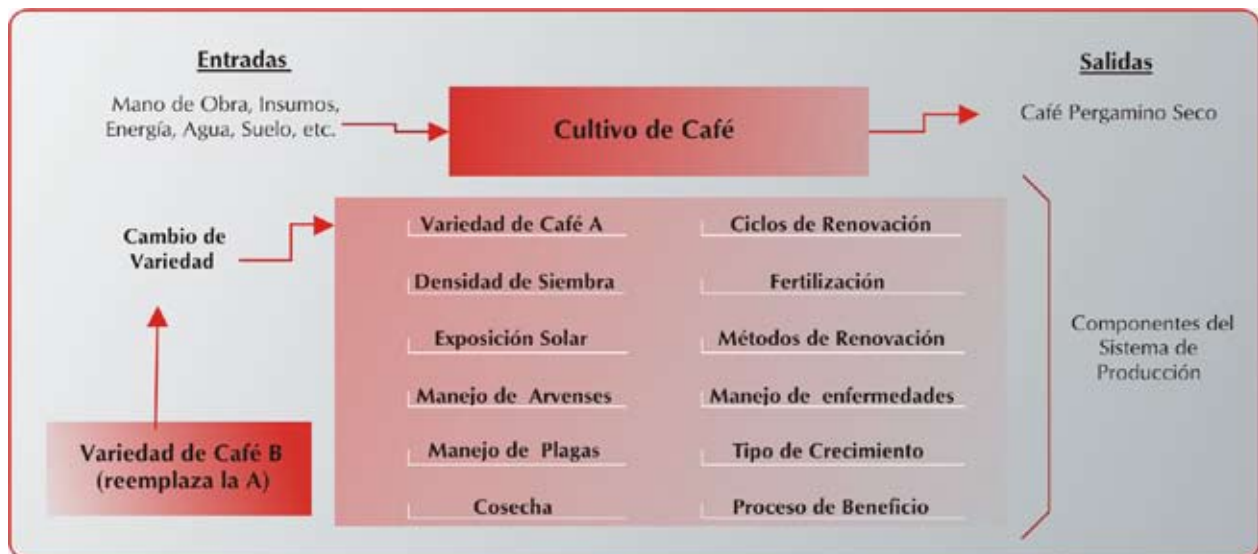 Entradas
Mano de Obra, Insumos,
Energía, Agua, Suelo, etc.
Cultivo de Café
Salidas
Café Pergamino Seco
Cambio de
Variedad
Variedad de Café B
(reemplaza la A)
Variedad de Café A
Ciclos de Renovación
Densidad de Siembra
Fertilización
Exposición Solar
Métodos de Renovación
Manejo de Arvenses
Manejo de enfermedades
Manejo de Plagas
Tipo de Crecimiento
Cosecha
Proceso de Beneficio
Componentes del
Sistema de
Producción